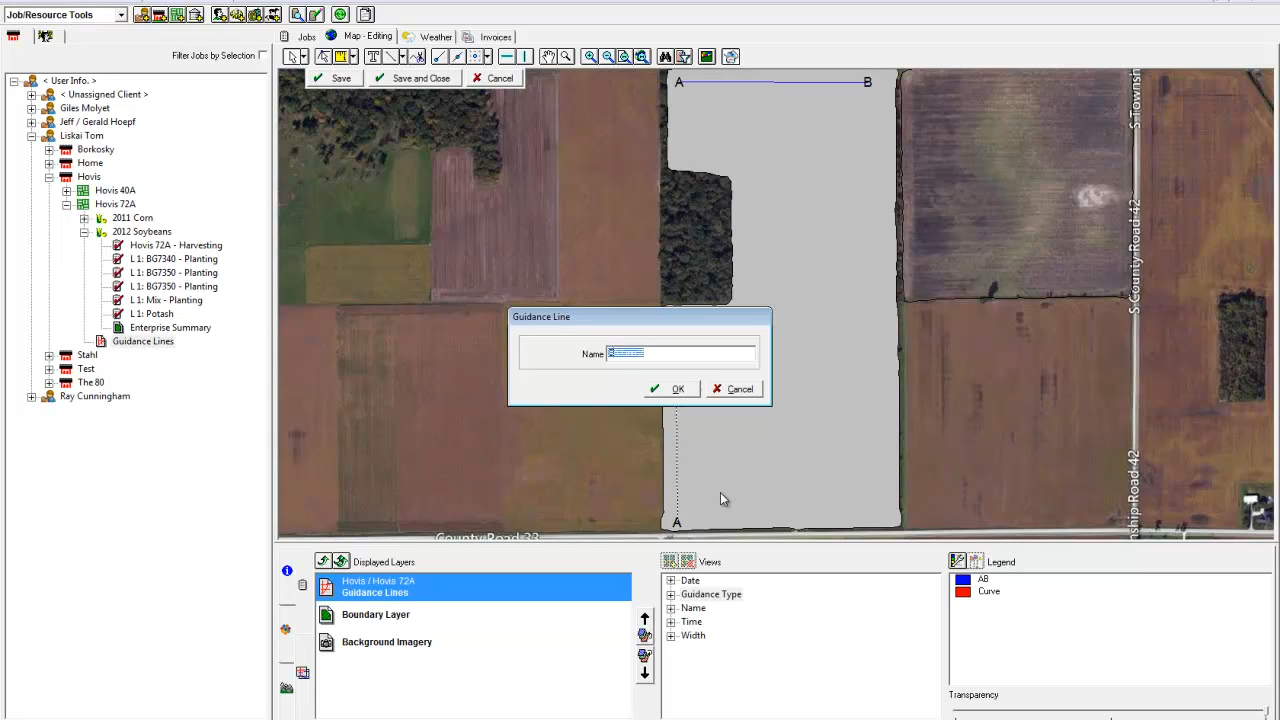 Job/Resource Tools
Jobs
Map - Editing
Weather
Invoices
Filter Jobs by Selection
Save
Save and Close
Cancel
< User Info. >
< Unassigned Client >
Giles Molyet
Jeff / Gerald Hoepf
Liskai Tom
Borkosky
Home
Hovis
Hovis 40A
Hovis 72A
2011 Corn
2012 Soybeans
Hovis 72A - Harvesting
L 1: BG7340 - Planting
L 1: BG7350 - Planting
L 1: BG7350 - Planting
L 1: Mix - Planting
L 1: Potash
Enterprise Summary
Guidance Lines
Stahl
Test
The 80
Ray Cunningham
A
B
S Townsh
S County Road 42
nship Road 42
Guidance Line
Name
OK
Cancel
A
County Road 33
Displayed Layers
Hovis / Hovis 72A
Guidance Lines
Boundary Layer
Background Imagery
Views
Date
Guidance Type
Name
Time
Width
Legend
AB
Curve
Transparency